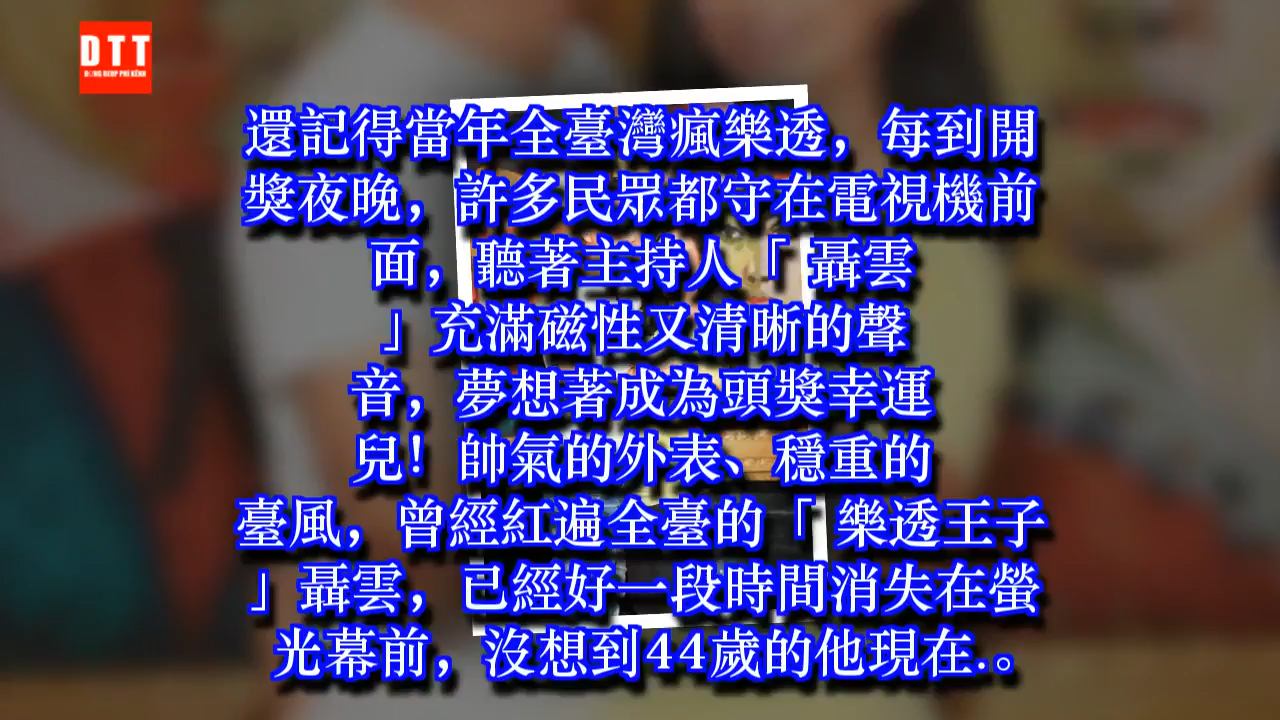 DTT
還記得當年全臺灣瘋樂透，每到開
獎夜晚，許多民眾都守在電視機前
面，聽著主持人「 聶雲
」充滿磁性又清晰的聲
音，夢想著成為頭獎幸運
兒！帥氣的外表、穩重的
臺風，曾經紅遍全臺的「 樂透王子
」聶雲，已經好一段時間消失在螢
光幕前，沒想到44歲的他現在.。